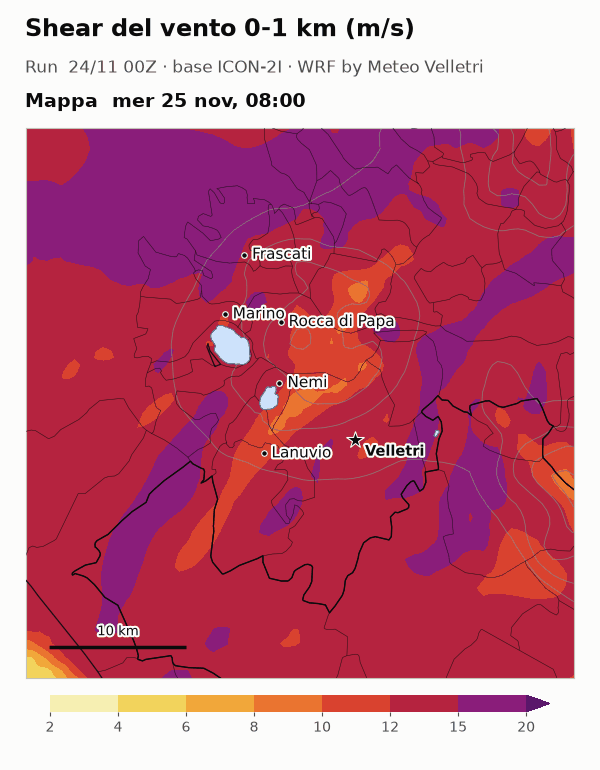 Shear del vento 0-1 km (m/s)
Run  24/11 00Z · base ICON-2I · WRF by Meteo Velletri
Mappa  mer 25 nov, 08:00
Frascati
Marino
Rocca di Papa
Nemi
Velletri
Lanuvio
10 km
2 4 6 8 10 12 15 20